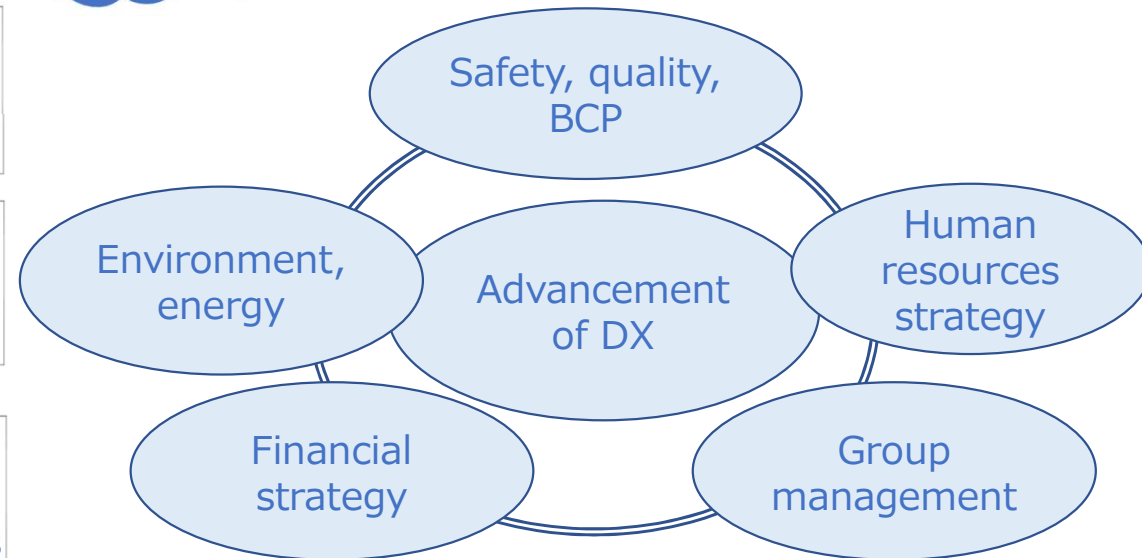 Safety, quality,
BCP
Environment,
energy
Advancement
of DX
Human
resources
strategy
Financial
strategy
Group
management